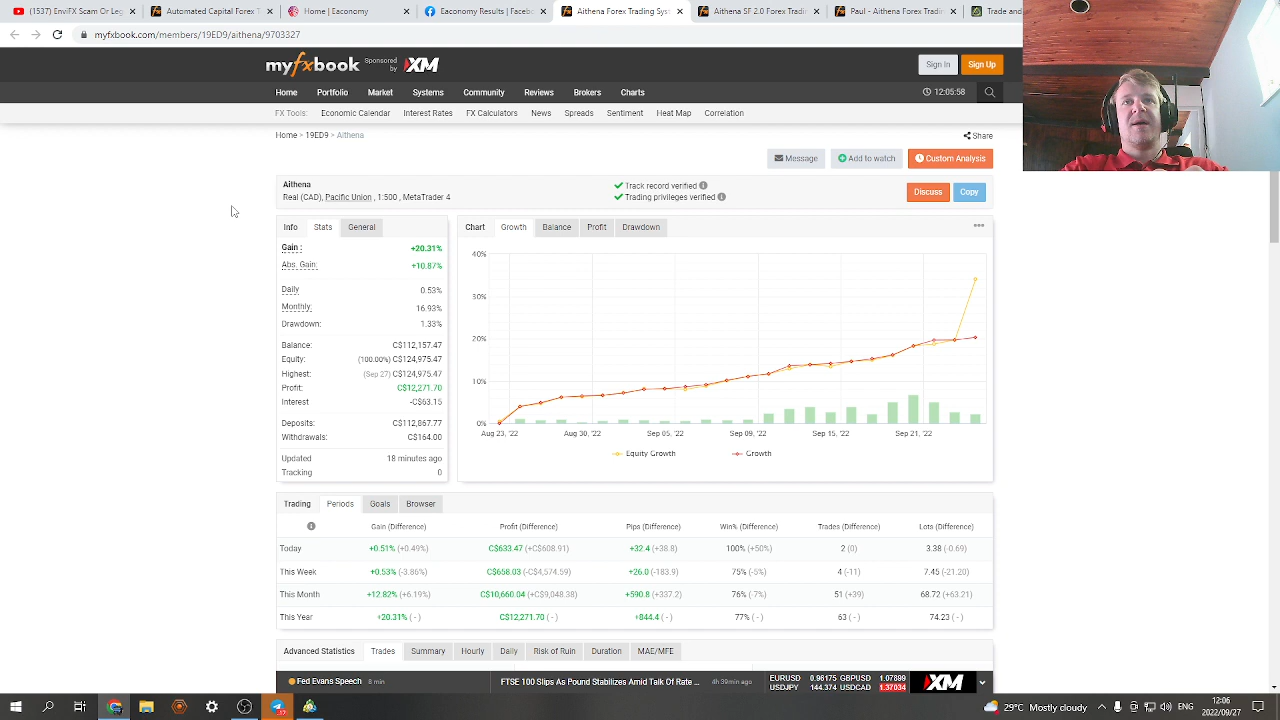 (1537) EnviFX Scam Or Leg
Automated Capital Forex T
Home | Eaconomy
Eaconomy Results | Facebo
Athena Forex Trading Syst
Aithena SF 2.0 Forex Tradin
Paul - Aithena Forex Tradin
Trade and
myfxbook.com/members/19ED9/aithena/9703327
myfxbook Sponsored by XM
Sign In Sign Up
Home Portfolio Market Systems Community Reviews Brokers Charts 12:05:58
FX Tools: Economic Calendar Interest Rates FX Calculators News Spreads Sentiment Heat Map Correlation
Home > 19ED9 > Aithena Share
Message Add to watch Custom Analysis
Aithena
Real (CAD), Pacific Union , 1:500 , MetaTrader 4
Track record verified
Trading privileges verified
Discuss Copy
Info Stats General
Gain : +20.31%
Abs. Gain: +10.87%
Daily 0.53%
Monthly: 16.93%
Drawdown: 1.33%
Balance: C$112,157.47
Equity: (100.00%) C$124,975.47
Highest: (Sep 27) C$124,975.47
Profit: C$12,271.70
Interest -C$63.15
Deposits: C$112,867.77
Withdrawals: C$164.00
Updated 18 minutes ago
Tracking 0
Chart Growth Balance Profit Drawdown
40%
30%
20%
10%
0%
Aug 23, '22 Aug 30, '22 Sep 05, '22 Sep 09, '22 Sep 15, '22 Sep 21, '22
Equity Growth Growth
Trading Periods Goals Browser
Gain (Difference) Profit (Difference) Pips (Difference) Win% (Difference) Trades (Difference) Lots (Difference)
Today +0.51% (+0.49%) C$633.47 (+C$608.91) +32.4 (+38.8) 100% (+50%) 2 (0) 3.38 (-0.69)
This Week +0.53% (-3.86%) C$658.03 (-C$4,574.59) +26.0 (-183.9) 75% (-5%) 4 (-11) 7.45 (-21.20)
This Month +12.82% (+6.19%) C$10,660.04 (+C$9,048.38) +590.8 (+337.2) 76% (-7%) 51 (+39) 68.72 (+63.21)
This Year +20.31% ( - ) C$12,271.70 ( - ) +844.4 ( - ) 77% ( - ) 63 ( - ) 74.23 ( - )
Advanced Statistics Trades Summary Hourly Daily Risk of Ruin Duration MAE/MFE
Fed Evans Speech 8 min
FTSE 100 Slips As Pound Stabilizes Amid Talk Of Rate ... 4h 39min ago
EURUSD 0.96175 GBPUSD 1.07899
USDJPY 144.374 USDCAD 1.37034
XM
29°C
ENG
12:06
2022/09/27